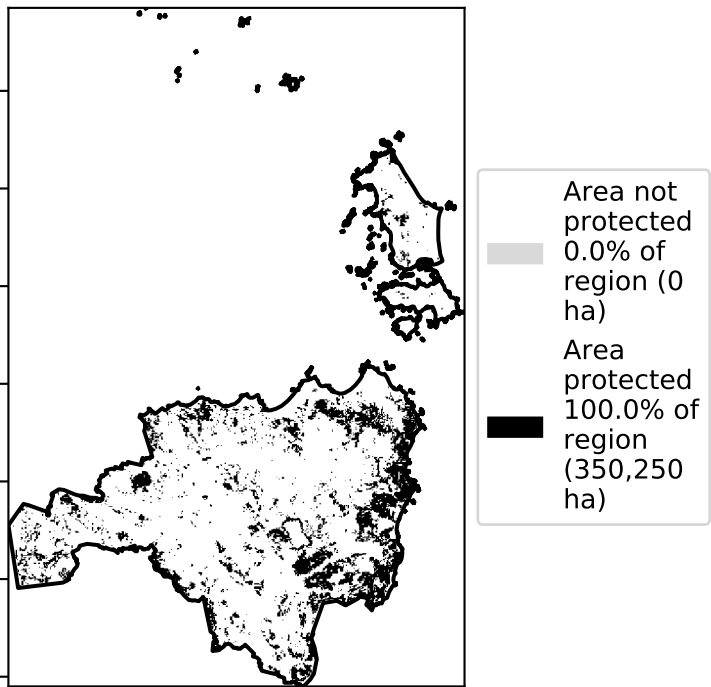 Area not
protected
0.0% of
region (0
ha)
Area
protected
100.0% of
region
(350,250
ha)